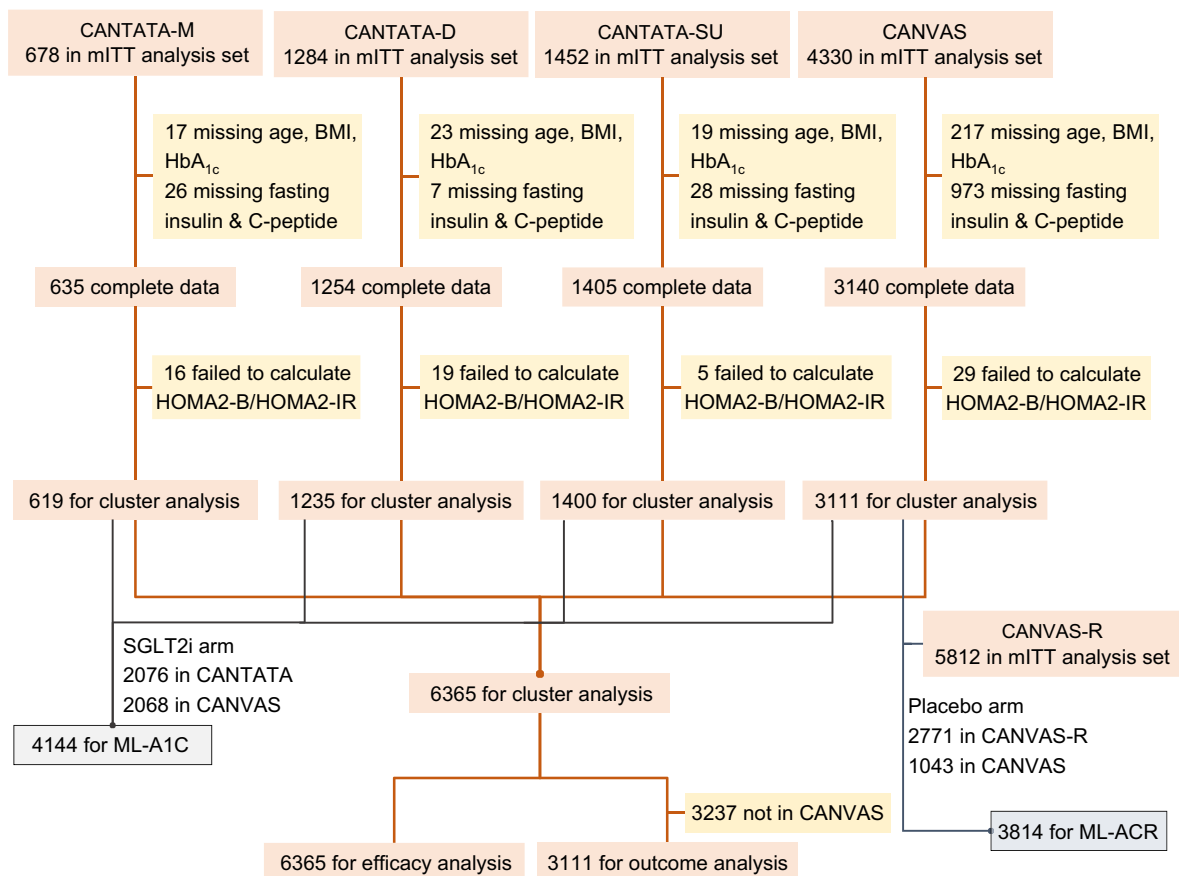 CANTATA-M
678 in mITT analysis set
CANTATA-D
1284 in mITT analysis set
CANTATA-SU
1452 in mITT analysis set
CANVAS
4330 in mITT analysis set
17 missing age, BMI,
HbA1c
26 missing fasting
insulin & C-peptide
23 missing age, BMI,
HbA1c
7 missing fasting
insulin & C-peptide
19 missing age, BMI,
HbA1c
28 missing fasting
insulin & C-peptide
217 missing age, BMI,
HbA1c
973 missing fasting
insulin & C-peptide
635 complete data
1254 complete data
1405 complete data
3140 complete data
16 failed to calculate
HOMA2-B/HOMA2-IR
19 failed to calculate
HOMA2-B/HOMA2-IR
5 failed to calculate
HOMA2-B/HOMA2-IR
29 failed to calculate
HOMA2-B/HOMA2-IR
619 for cluster analysis
1235 for cluster analysis
1400 for cluster analysis
3111 for cluster analysis
SGLT2i arm
2076 in CANTATA
2068 in CANVAS
4144 for ML-A1C
6365 for cluster analysis
CANVAS-R
5812 in mITT analysis set
Placebo arm
2771 in CANVAS-R
1043 in CANVAS
3237 not in CANVAS
3814 for ML-ACR
6365 for efficacy analysis
3111 for outcome analysis